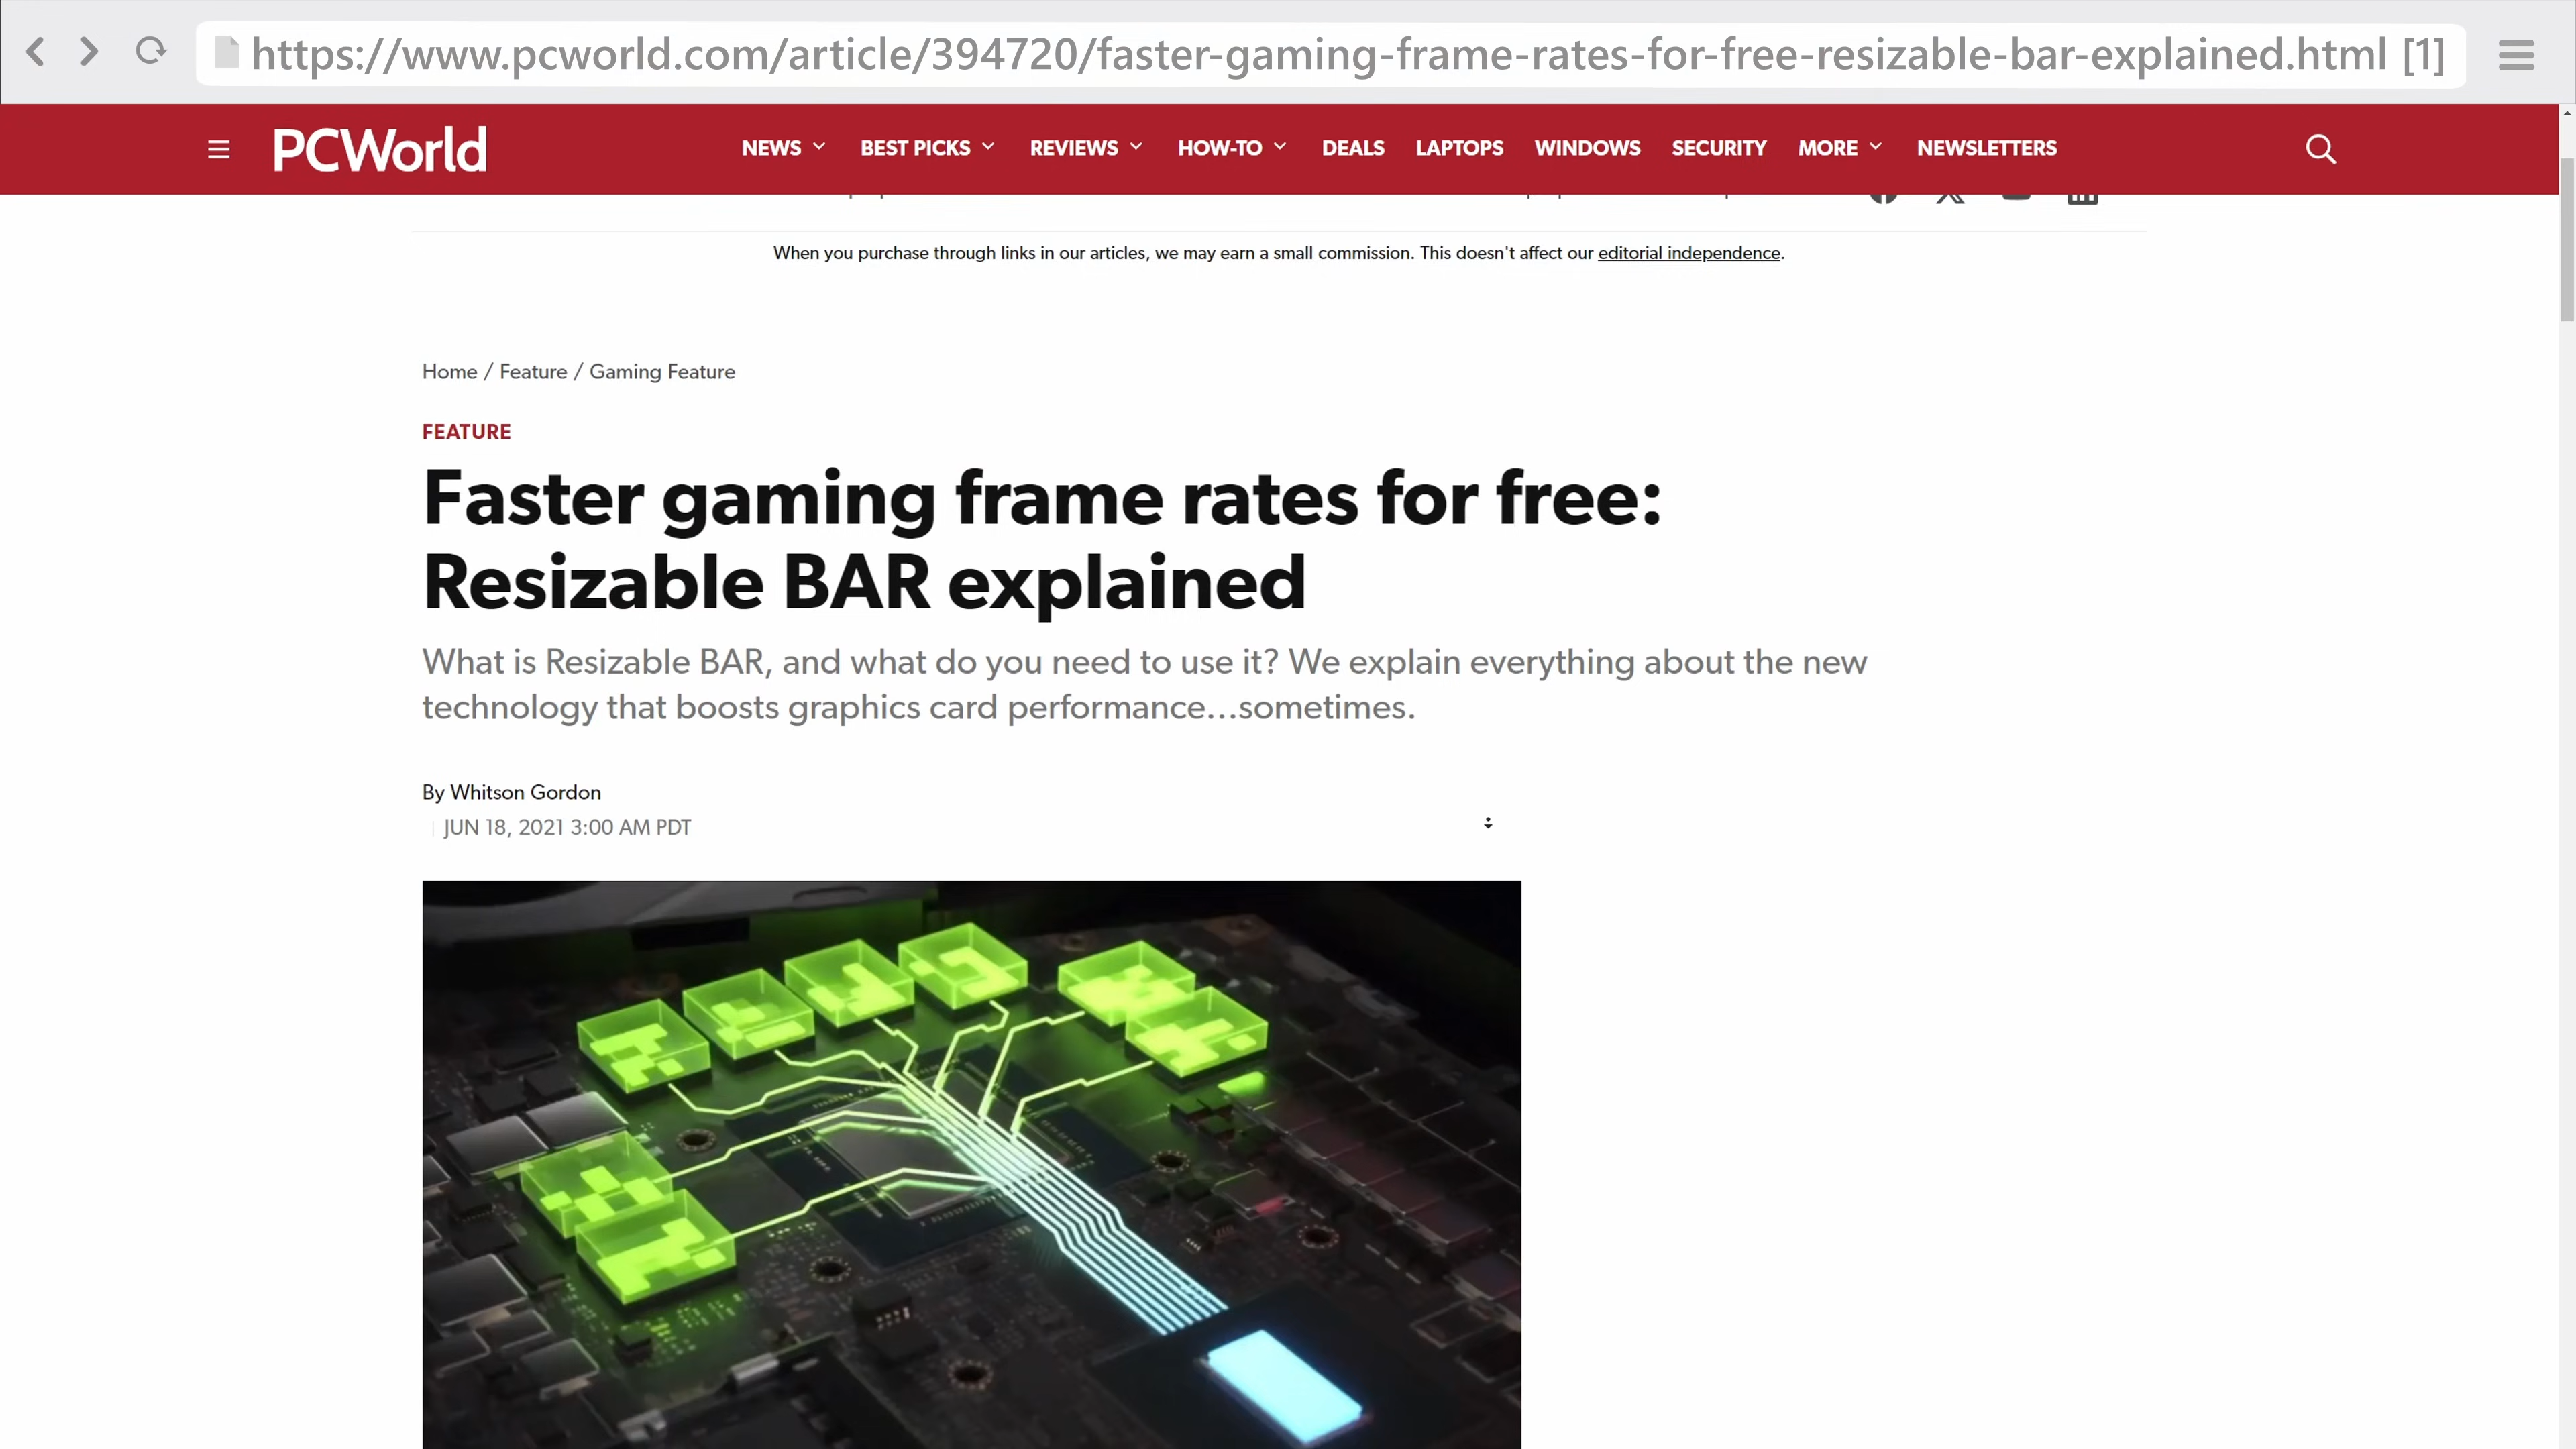 https://www.pcworld.com/article/394720/faster-gaming-frame-rates-for-free-resizable-bar-explained.html [1]
PCWorld
NEWS BEST PICKS REVIEWS HOW-TO DEALS LAPTOPS WINDOWS SECURITY MORE NEWSLETTERS
When you purchase through links in our articles, we may earn a small commission. This doesn't affect our editorial independence.
Home / Feature / Gaming Feature
FEATURE
Faster gaming frame rates for free:
Resizable BAR explained
What is Resizable BAR, and what do you need to use it? We explain everything about the new
technology that boosts graphics card performance...sometimes.
By Whitson Gordon
JUN 18, 2021 3:00 AM PDT